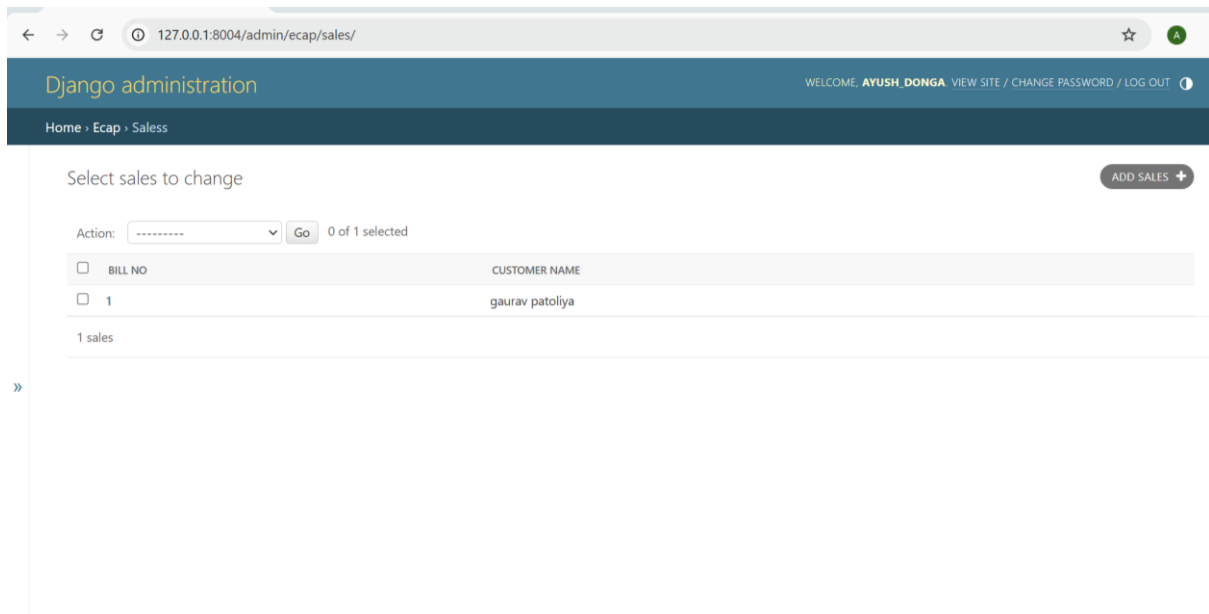 127.0.0.1:8004/admin/ecap/sales/
A
Django administration
WELCOME, AYUSH_DONGA. VIEW SITE / CHANGE PASSWORD / LOG OUT
Home › Ecap › Saless
Select sales to change
ADD SALES +
Action: --------- Go 0 of 1 selected
BILL NO CUSTOMER NAME
1 gaurav patoliya
1 sales
»